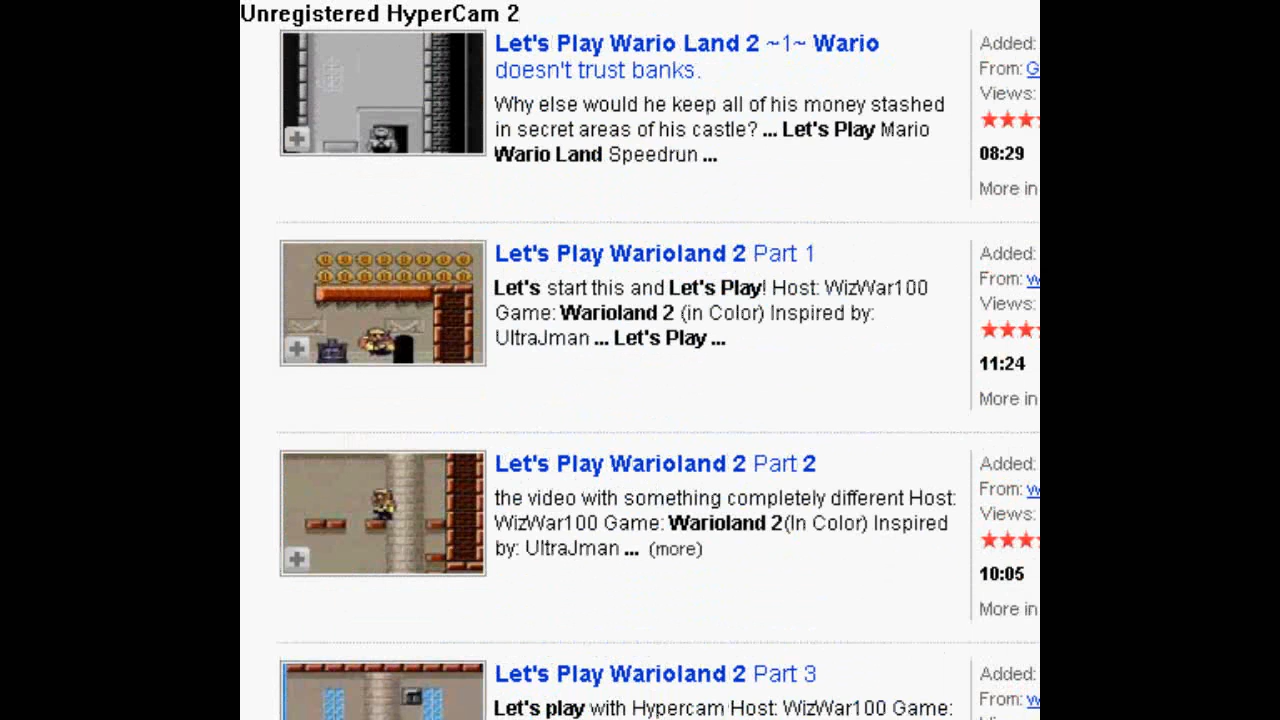 Unregistered HyperCam 2
Let's Play Wario Land 2 ~1~ Wario
doesn't trust banks.
Why else would he keep all of his money stashed
in secret areas of his castle? ... Let's Play Mario
Wario Land Speedrun ...
Added:
From: G
Views:
08:29
More in
Let's Play Warioland 2 Part 1
Let's start this and Let's Play! Host: WizWar100
Game: Warioland 2 (in Color) Inspired by:
UltraJman ... Let's Play ...
Added:
From: w
Views:
11:24
More in
Let's Play Warioland 2 Part 2
the video with something completely different Host:
WizWar100 Game: Warioland 2(In Color) Inspired
by: UltraJman ... (more)
Added:
From: w
Views:
10:05
More in
Let's Play Warioland 2 Part 3
Let's play with Hypercam Host: WizWar100 Game:
Added:
From: w